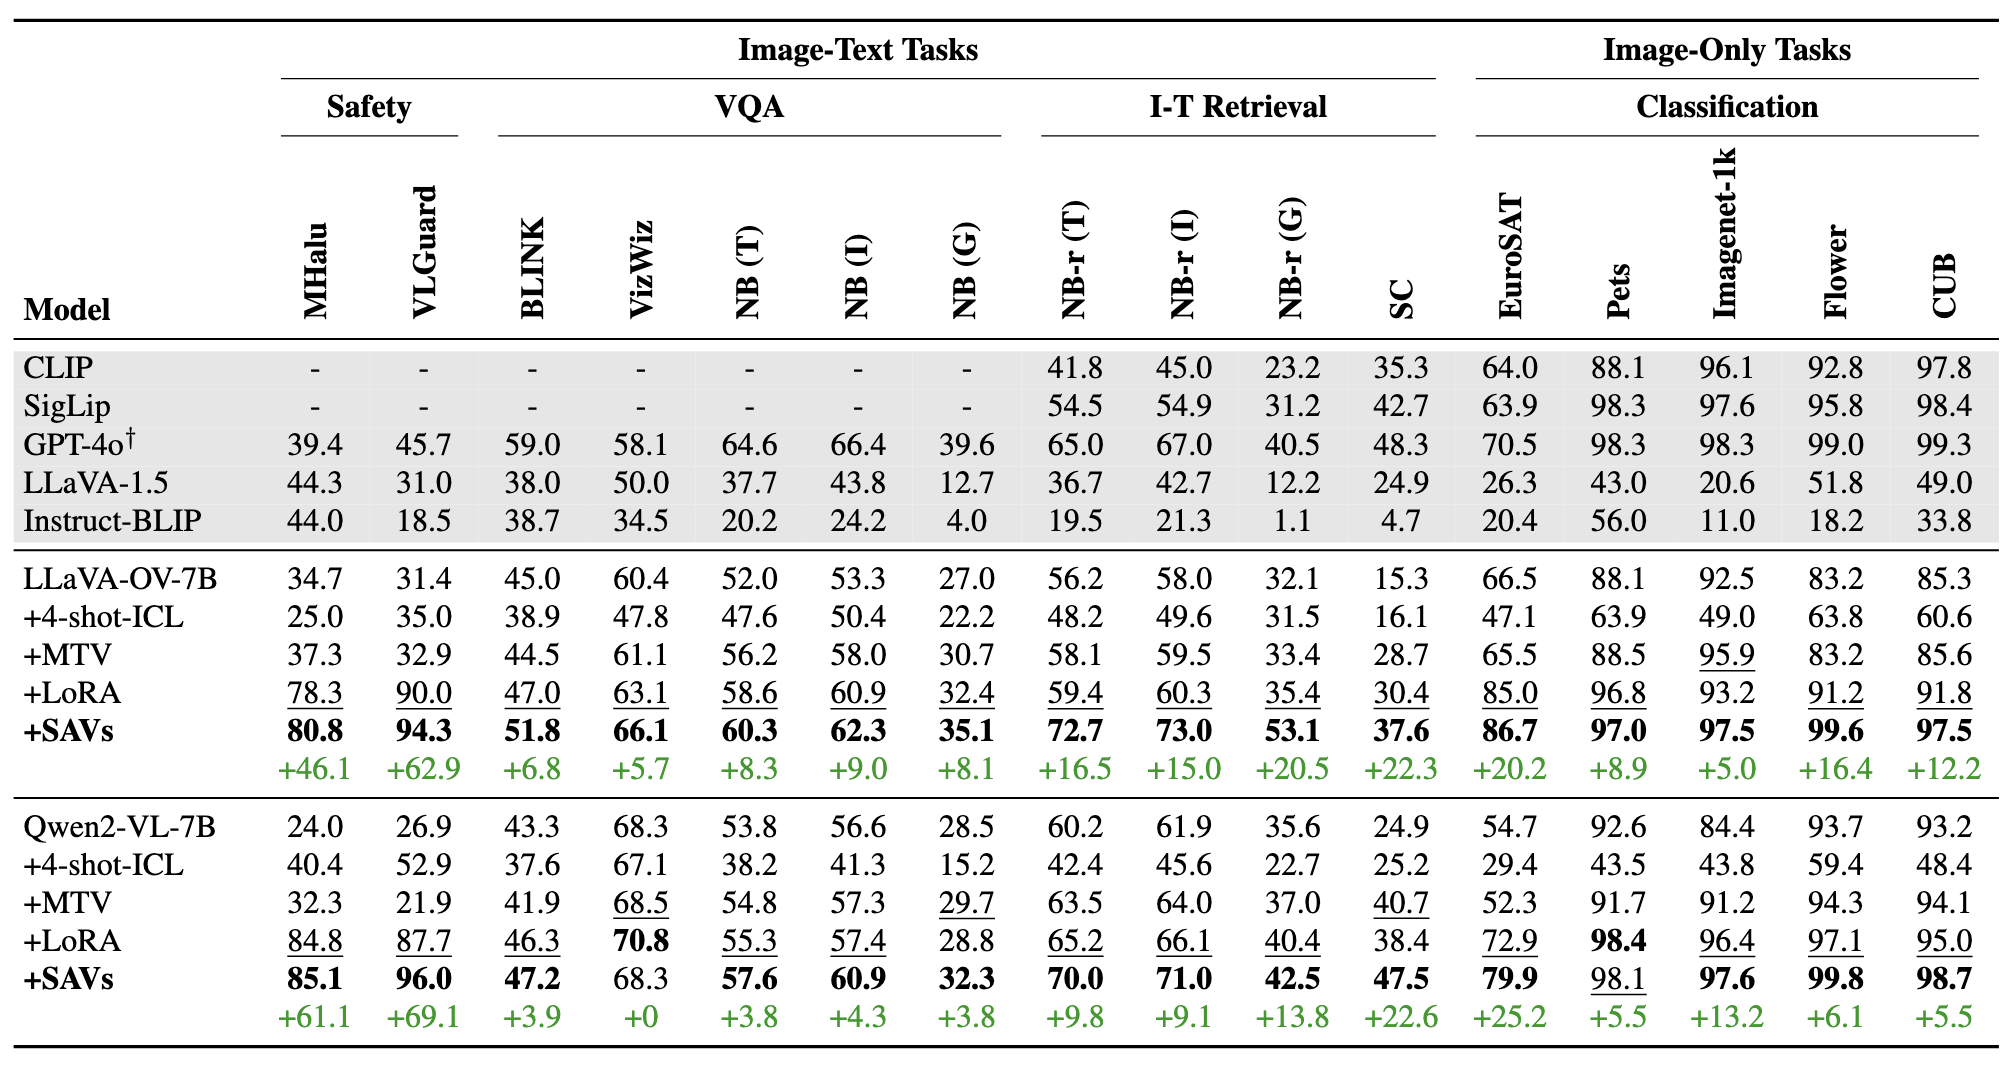 Image-Text Tasks Image-Only Tasks
Safety VQA I-T Retrieval Classification
Model MHalu VLGuard BLINK VizWiz NB (T) NB (I) NB (G) NB-r (T) NB-r (I) NB-r (G) SC EuroSAT Pets Imagenet-1k Flower CUB
CLIP - - - - - - - 41.8 45.0 23.2 35.3 64.0 88.1 96.1 92.8 97.8
SigLip - - - - - - - 54.5 54.9 31.2 42.7 63.9 98.3 97.6 95.8 98.4
GPT-4o† 39.4 45.7 59.0 58.1 64.6 66.4 39.6 65.0 67.0 40.5 48.3 70.5 98.3 98.3 99.0 99.3
LLaVA-1.5 44.3 31.0 38.0 50.0 37.7 43.8 12.7 36.7 42.7 12.2 24.9 26.3 43.0 20.6 51.8 49.0
Instruct-BLIP 44.0 18.5 38.7 34.5 20.2 24.2 4.0 19.5 21.3 1.1 4.7 20.4 56.0 11.0 18.2 33.8
LLaVA-OV-7B 34.7 31.4 45.0 60.4 52.0 53.3 27.0 56.2 58.0 32.1 15.3 66.5 88.1 92.5 83.2 85.3
+4-shot-ICL 25.0 35.0 38.9 47.8 47.6 50.4 22.2 48.2 49.6 31.5 16.1 47.1 63.9 49.0 63.8 60.6
+MTV 37.3 32.9 44.5 61.1 56.2 58.0 30.7 58.1 59.5 33.4 28.7 65.5 88.5 95.9 83.2 85.6
+LoRA 78.3 90.0 47.0 63.1 58.6 60.9 32.4 59.4 60.3 35.4 30.4 85.0 96.8 93.2 91.2 91.8
+SAVs 80.8 94.3 51.8 66.1 60.3 62.3 35.1 72.7 73.0 53.1 37.6 86.7 97.0 97.5 99.6 97.5
+46.1 +62.9 +6.8 +5.7 +8.3 +9.0 +8.1 +16.5 +15.0 +20.5 +22.3 +20.2 +8.9 +5.0 +16.4 +12.2
Qwen2-VL-7B 24.0 26.9 43.3 68.3 53.8 56.6 28.5 60.2 61.9 35.6 24.9 54.7 92.6 84.4 93.7 93.2
+4-shot-ICL 40.4 52.9 37.6 67.1 38.2 41.3 15.2 42.4 45.6 22.7 25.2 29.4 43.5 43.8 59.4 48.4
+MTV 32.3 21.9 41.9 68.5 54.8 57.3 29.7 63.5 64.0 37.0 40.7 52.3 91.7 91.2 94.3 94.1
+LoRA 84.8 87.7 46.3 70.8 55.3 57.4 28.8 65.2 66.1 40.4 38.4 72.9 98.4 96.4 97.1 95.0
+SAVs 85.1 96.0 47.2 68.3 57.6 60.9 32.3 70.0 71.0 42.5 47.5 79.9 98.1 97.6 99.8 98.7
+61.1 +69.1 +3.9 +0 +3.8 +4.3 +3.8 +9.8 +9.1 +13.8 +22.6 +25.2 +5.5 +13.2 +6.1 +5.5